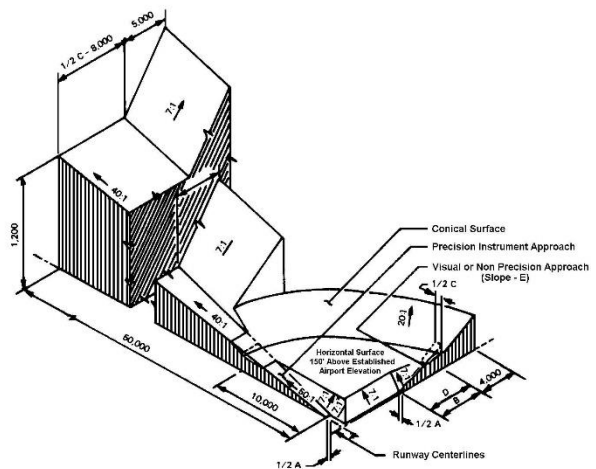 5,000
1/2 C - 8,000
7:1
40:1
1,200
7:1
Conical Surface
Precision Instrument Approach
Visual or Non Precision Approach
(Slope - E)
1/2 C
40:1
20:1
50,000
Horizontal Surface
150' Above Established
Airport Elevation
50:1
7:1
7:1
7:1
7:1
10,000
D
B
4,000
1/2 A
1/2 A
Runway Centerlines